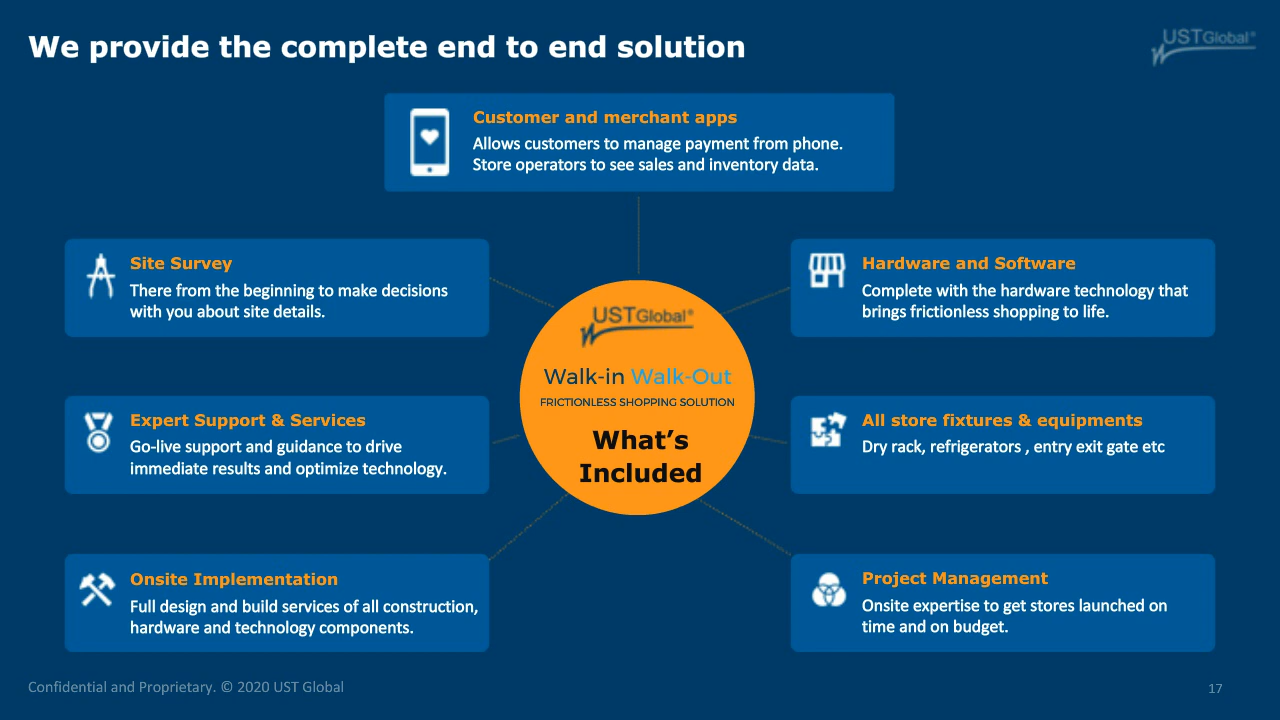 We provide the complete end to end solution
USTGlobal®
Customer and merchant apps
Allows customers to manage payment from phone.
Store operators to see sales and inventory data.
Site Survey
There from the beginning to make decisions
with you about site details.
Hardware and Software
Complete with the hardware technology that
brings frictionless shopping to life.
USTGlobal®
Walk-in Walk-Out
FRICTIONLESS SHOPPING SOLUTION
What’s
Included
Expert Support & Services
Go-live support and guidance to drive
immediate results and optimize technology.
All store fixtures & equipments
Dry rack, refrigerators , entry exit gate etc
Onsite Implementation
Full design and build services of all construction,
hardware and technology components.
Project Management
Onsite expertise to get stores launched on
time and on budget.
Confidential and Proprietary. © 2020 UST Global
17